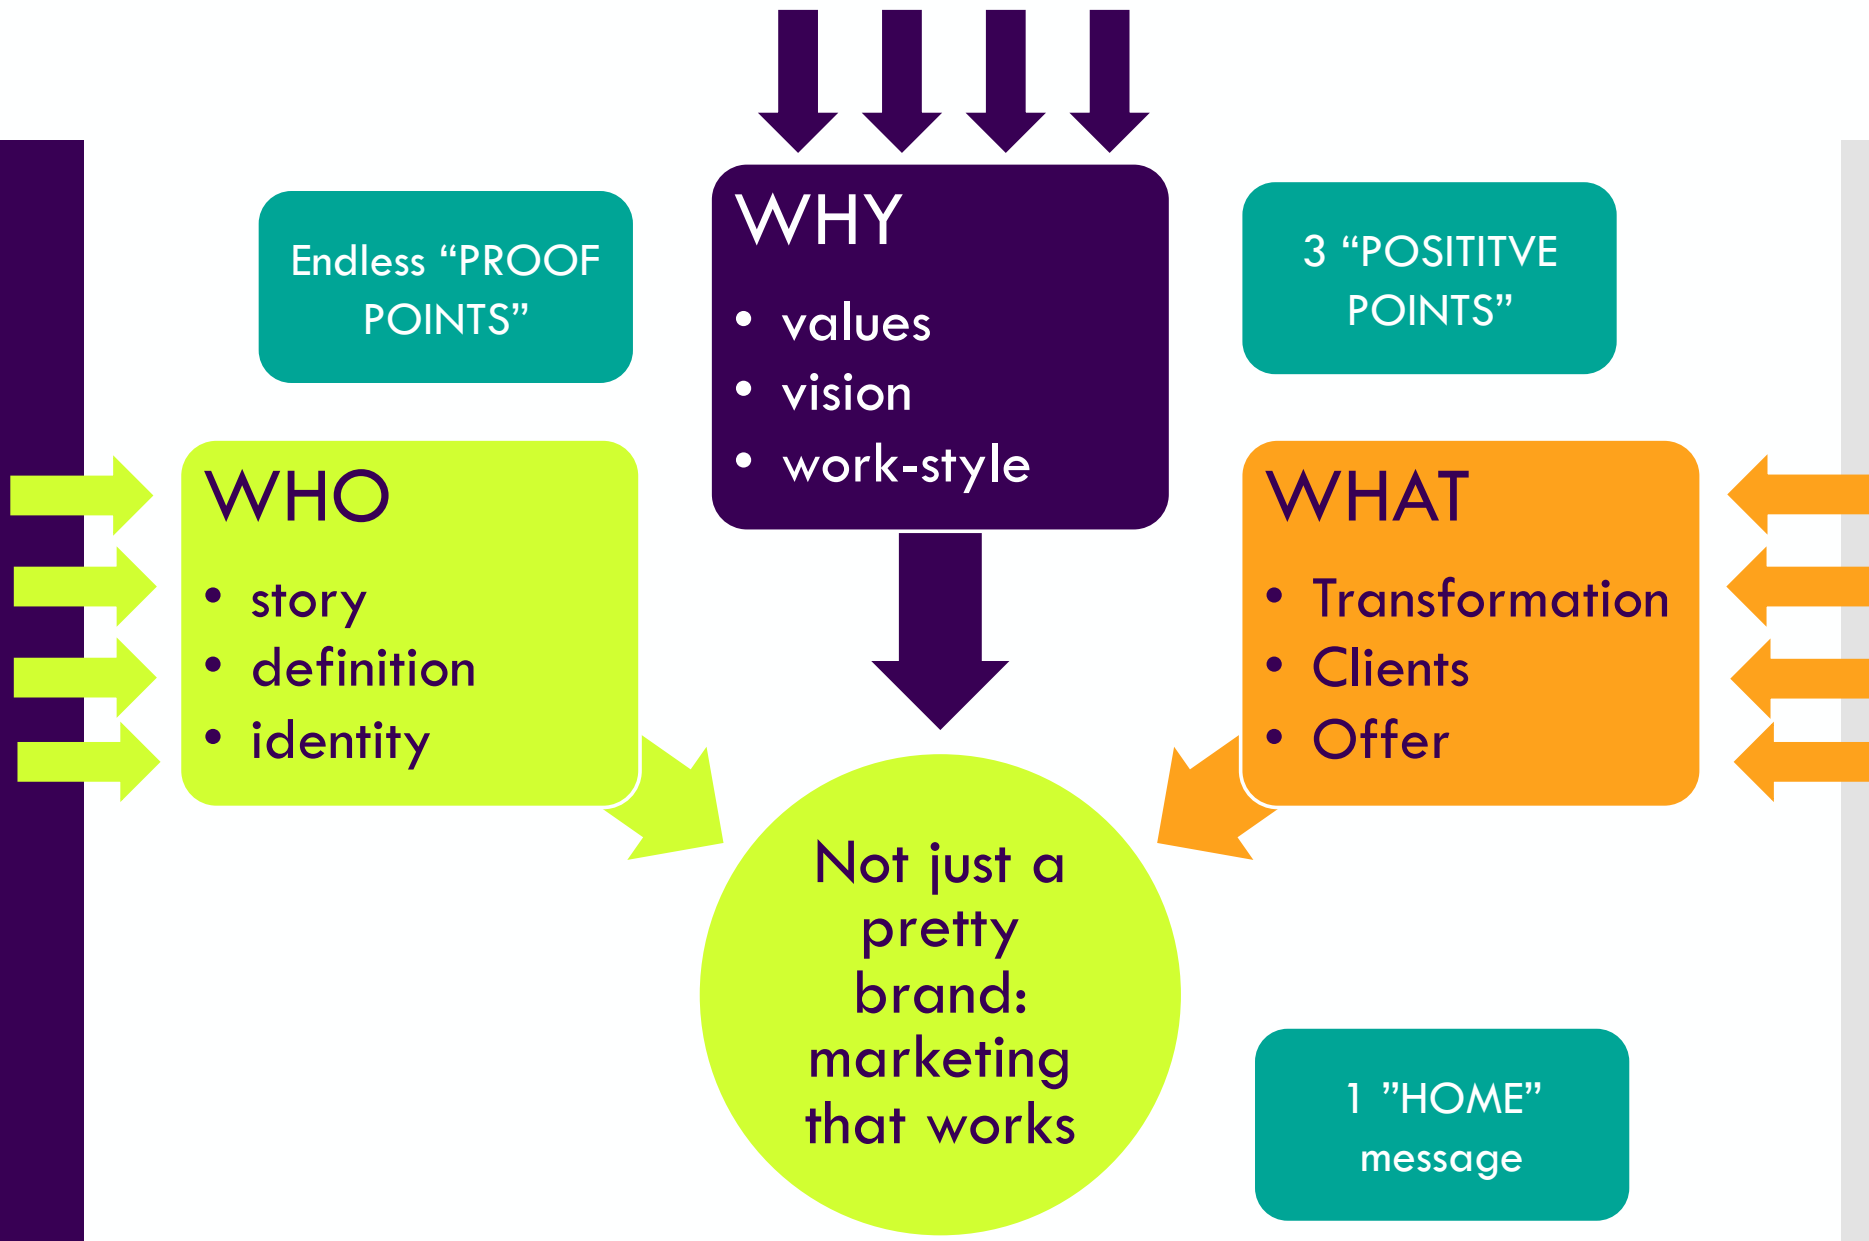 Endless “PROOF
POINTS”
WHY
• values
• vision
• work-style
3 “POSITITVE
POINTS”
WHO
• story
• definition
• identity
WHAT
• Transformation
• Clients
• Offer
Not just a
pretty
brand:
marketing
that works
1 ”HOME”
message